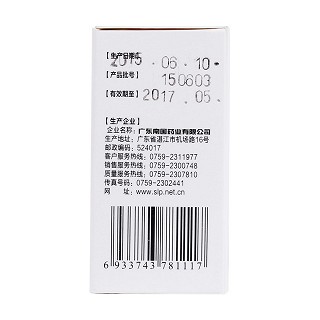 【生产日期】 2015. 06. 10
【产品批号】 150603
【有效期至】 2017. 05.
【生产企业】
企业名称：广东南国药业有限公司
生产地址：广东省湛江市机场路16号
邮政编码：524017
客户服务热线：0759-2311977
销售服务热线：0759-2300748
质量服务热线：0759-2307810
传真号码：0759-2302441
网 址：www.slp.net.cn
6 933743 781117